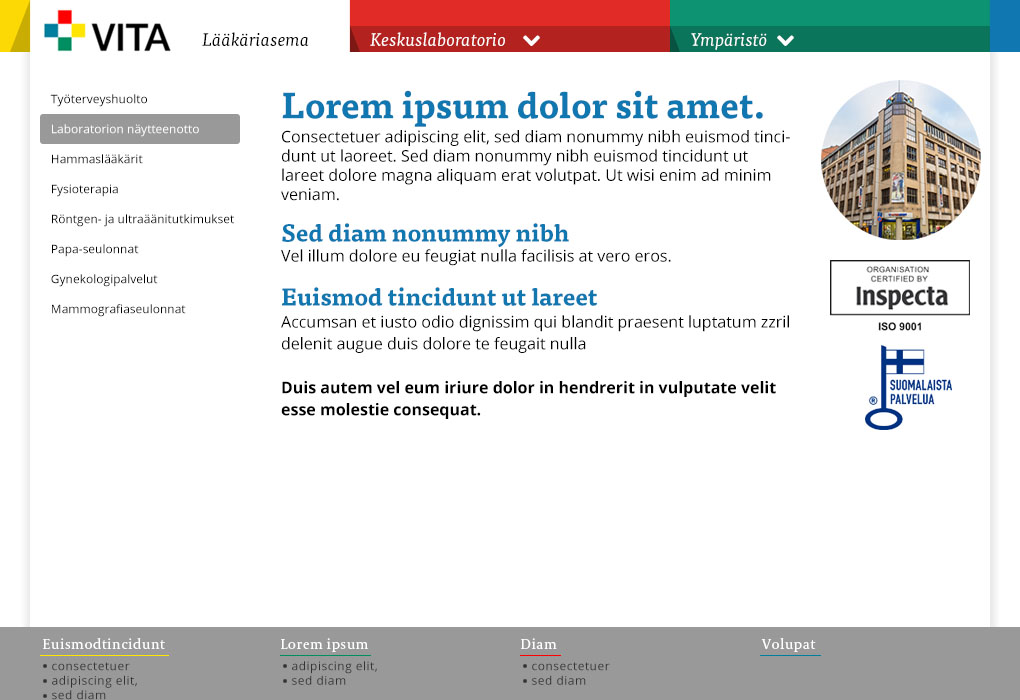 VITA
Lääkäriasema
Keskuslaboratorio
Ympäristö
Työterveyshuolto
Laboratorion näytteenotto
Hammaslääkärit
Fysioterapia
Röntgen- ja ultraäänitutkimukset
Papa-seulonnat
Gynekologipalvelut
Mammografiaseulonnat
Lorem ipsum dolor sit amet.
Consectetuer adipiscing elit, sed diam nonummy nibh euismod tinci-
dunt ut laoreet. Sed diam nonummy nibh euismod tincidunt ut
lareet dolore magna aliquam erat volutpat. Ut wisi enim ad minim
veniam.
Sed diam nonummy nibh
Vel illum dolore eu feugiat nulla facilisis at vero eros.
Euismod tincidunt ut lareet
Accumsan et iusto odio dignissim qui blandit praesent luptatum zzril
delenit augue duis dolore te feugait nulla
Duis autem vel eum iriure dolor in hendrerit in vulputate velit
esse molestie consequat.
ORGANISATION
CERTIFIED BY
Inspecta
ISO 9001
SUOMALAISTA
® PALVELUA
Euismodtincidunt
• consectetuer
• adipiscing elit,
• sed diam
Lorem ipsum
• adipiscing elit,
• sed diam
Diam
• consectetuer
• sed diam
Volupat